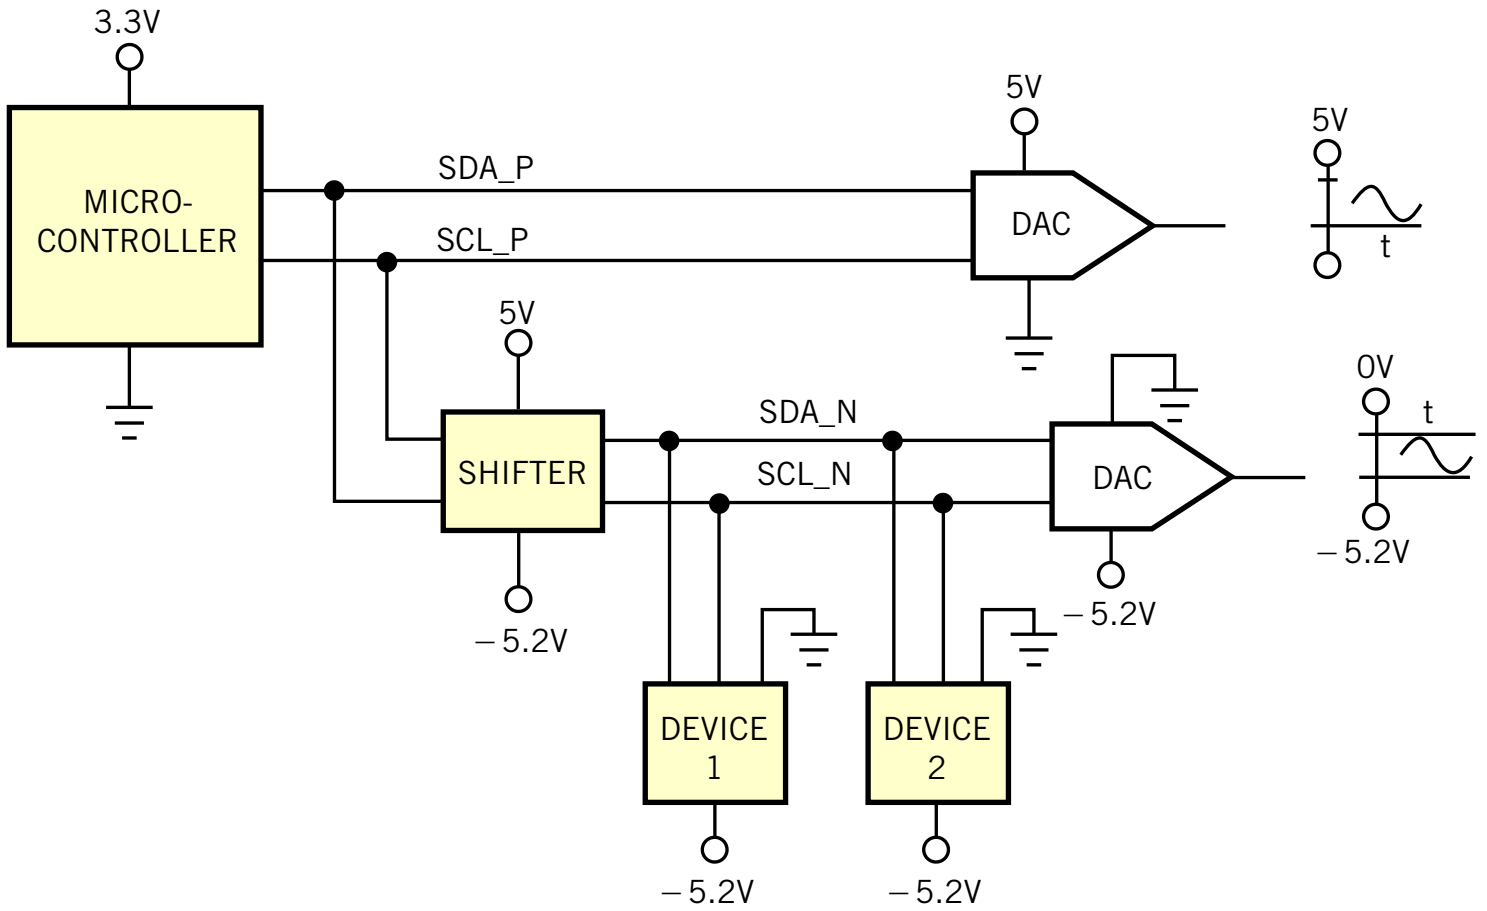 3.3V
MICRO-
CONTROLLER
SDA_P
SCL_P
5V
DAC
5V
t
5V
SHIFTER
– 5.2V
SDA_N
SCL_N
DAC
– 5.2V
0V
t
– 5.2V
DEVICE
1
– 5.2V
DEVICE
2
– 5.2V